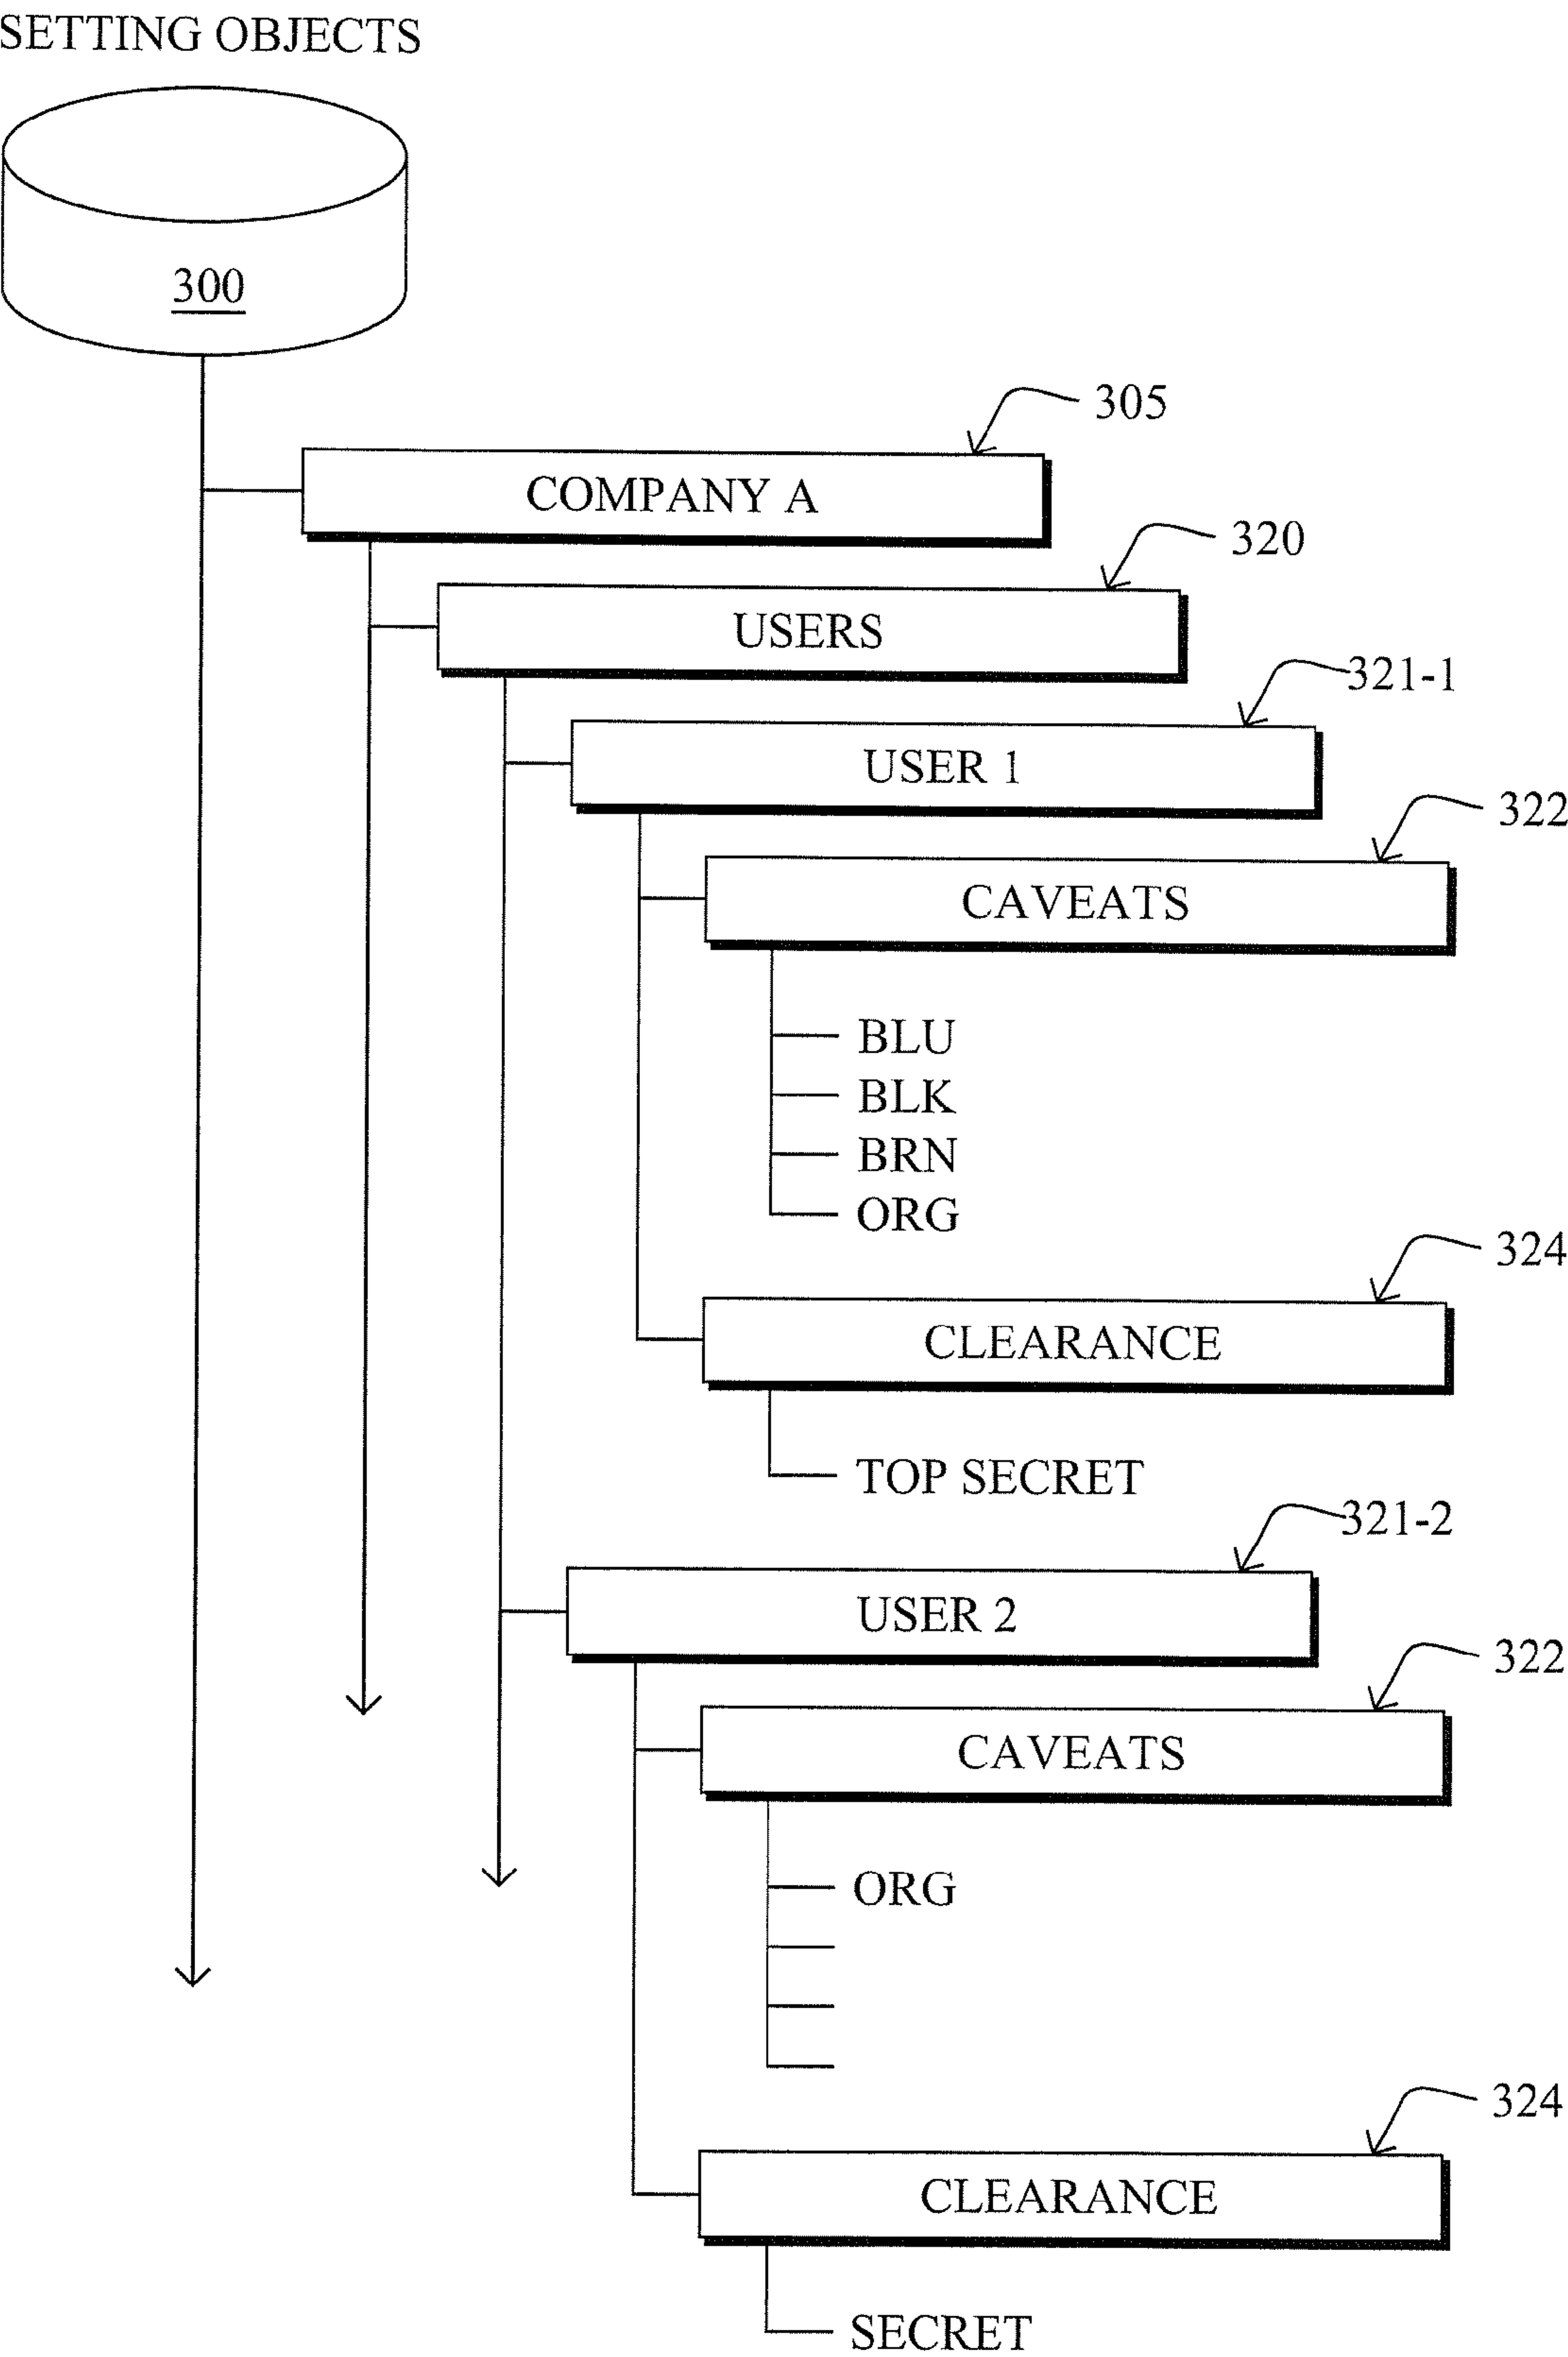 SETTING OBJECTS
300
305
COMPANY A
320
USERS
321-1
USER 1
322
CAVEATS
BLU
BLK
BRN
ORG
324
CLEARANCE
TOP SECRET
321-2
USER 2
322
CAVEATS
ORG
324
CLEARANCE
SECRET